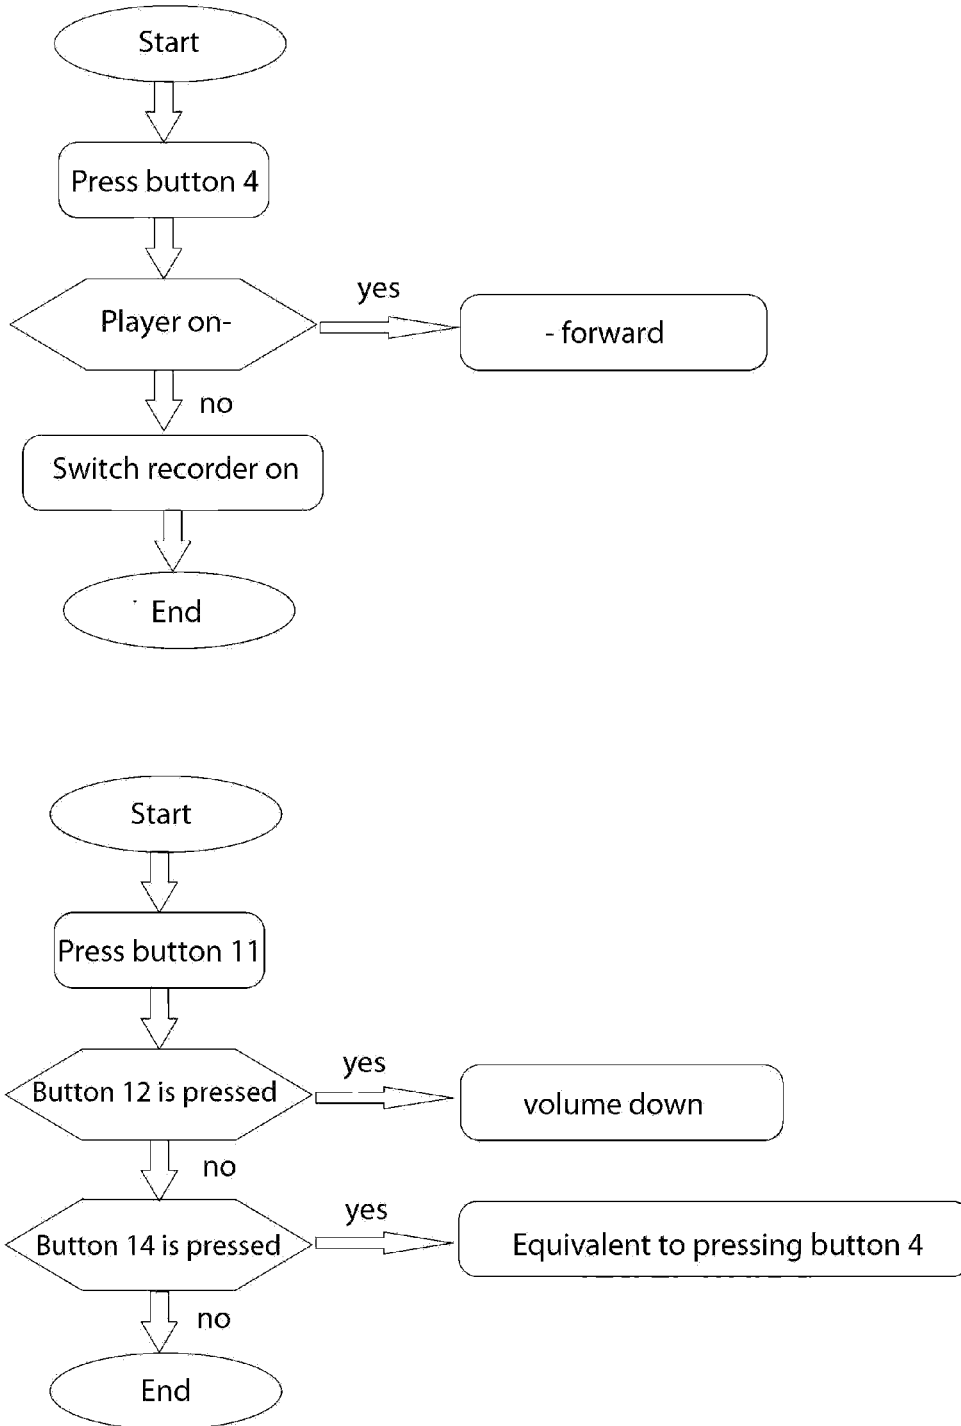 Start
Press button 4
Player on-
yes
- forward
no
Switch recorder on
End
Start
Press button 11
Button 12 is pressed
yes
volume down
no
Button 14 is pressed
yes
Equivalent to pressing button 4
no
End